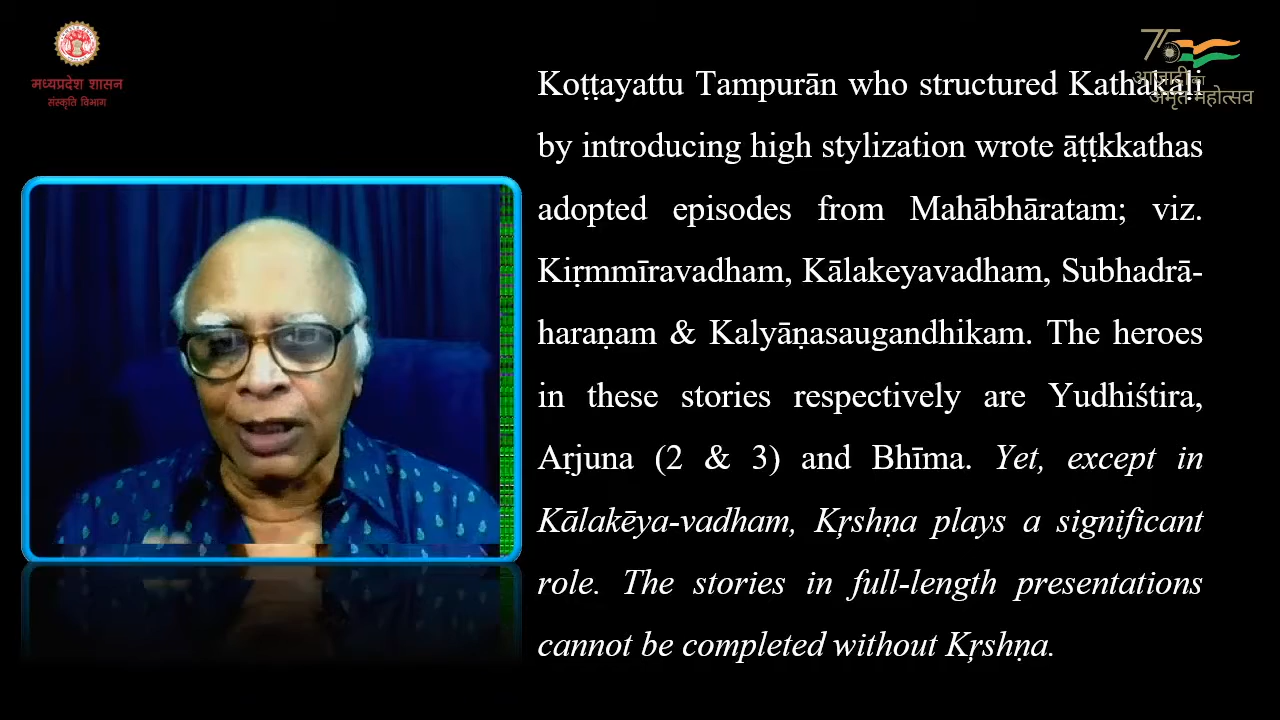 मध्यप्रदेश शासन
संस्कृति विभाग
75
आज़ादी का
अमृत महोत्सव
Koṭṭayattu Tampurān who structured Kathakaḷi
by introducing high stylization wrote āṭṭkkathas
adopted episodes from Mahābhāratam; viz.
Kiṛmmīravadham, Kālakeyavadham, Subhadrā-
haraṇam & Kalyāṇasaugandhikam. The heroes
in these stories respectively are Yudhiśtira,
Aṛjuna (2 & 3) and Bhīma. Yet, except in
Kālakēya-vadham, Kŗshṇa plays a significant
role. The stories in full-length presentations
cannot be completed without Kŗshṇa.